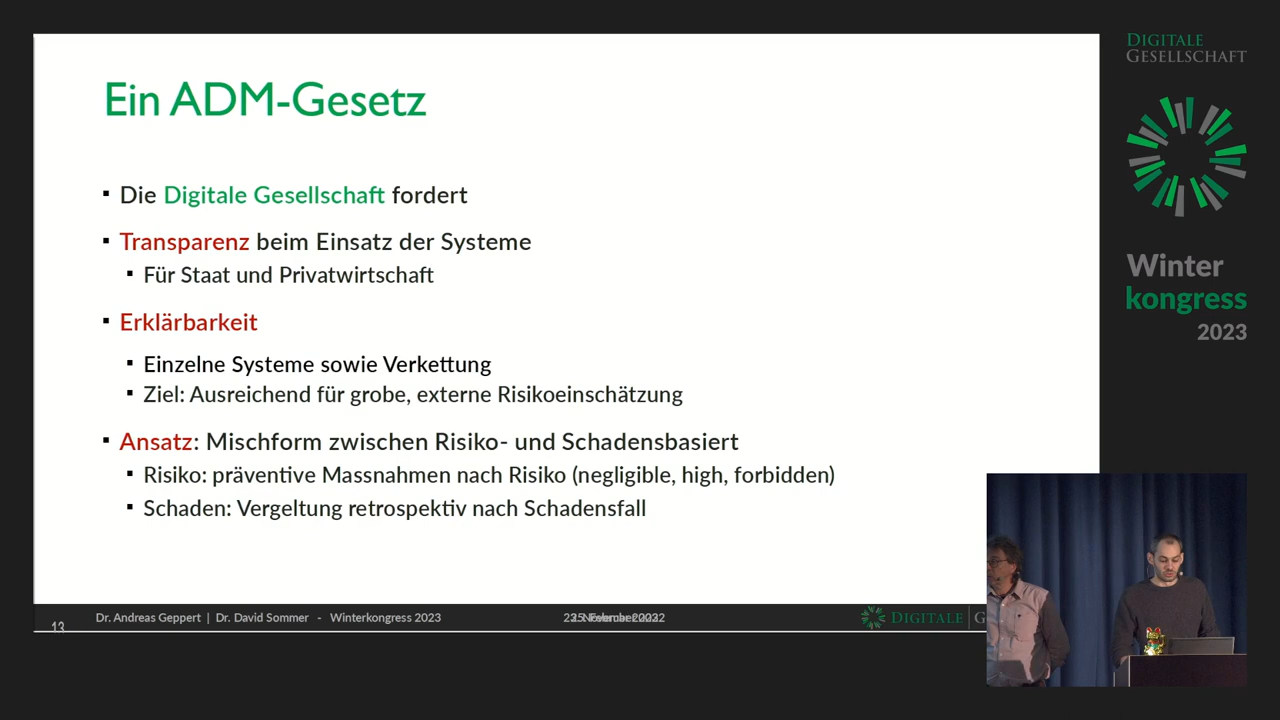 DIGITALE
GESELLSCHAFT
Ein ADM-Gesetz
Die Digitale Gesellschaft fordert
Transparenz beim Einsatz der Systeme
Für Staat und Privatwirtschaft
Erklärbarkeit
Einzelne Systeme sowie Verkettung
Ziel: Ausreichend für grobe, externe Risikoeinschätzung
Ansatz: Mischform zwischen Risiko- und Schadensbasiert
Risiko: präventive Massnahmen nach Risiko (negligible, high, forbidden)
Schaden: Vergeltung retrospektiv nach Schadensfall
Winter
kongress
2023
13
Dr. Andreas Geppert | Dr. David Sommer - Winterkongress 2023
DIGITALE G